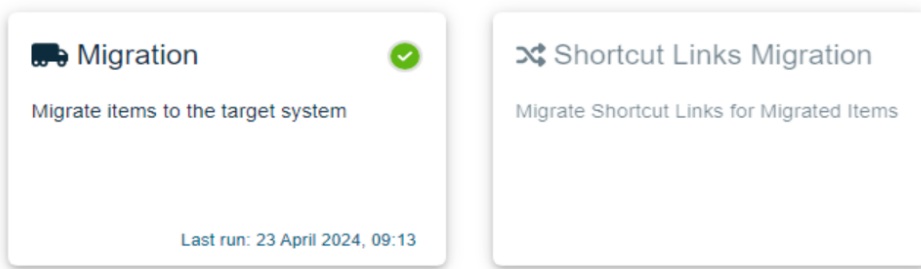 Migration
Migrate items to the target system
Last run: 23 April 2024, 09:13
Shortcut Links Migration
Migrate Shortcut Links for Migrated Items